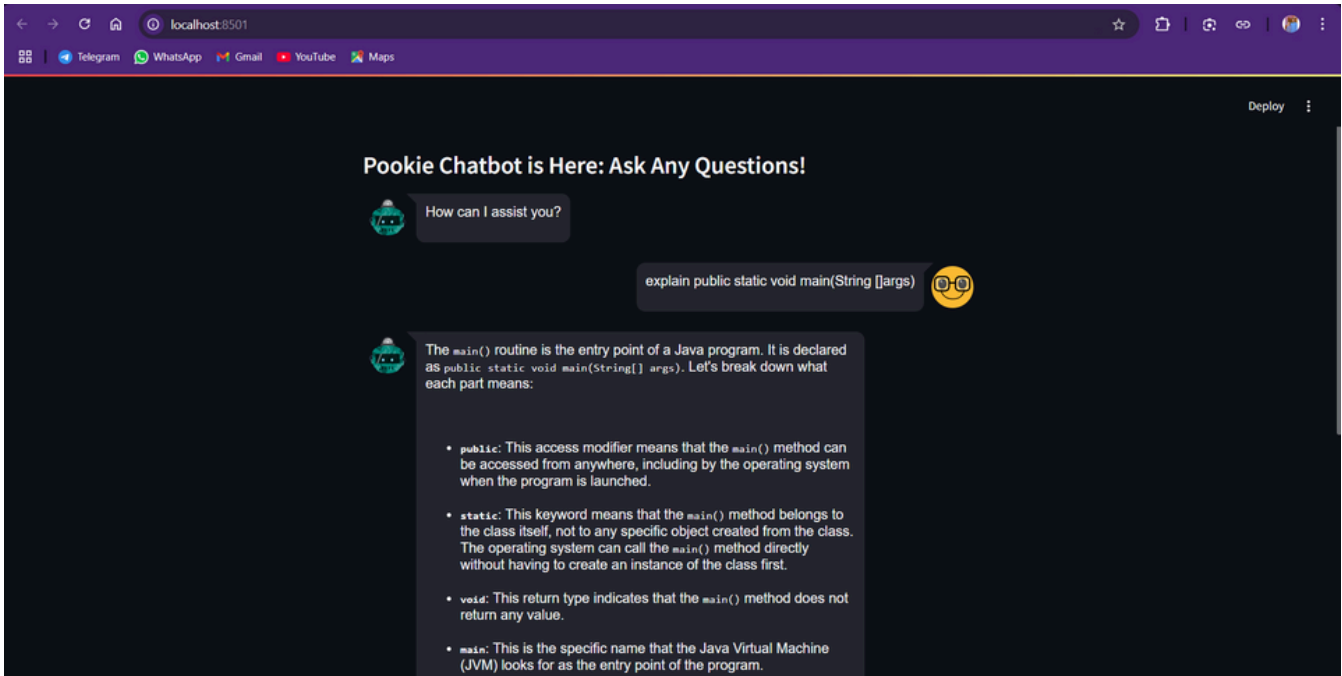 localhost:8501
Telegram WhatsApp Gmail YouTube Maps
Deploy
Pookie Chatbot is Here: Ask Any Questions!
How can I assist you?
explain public static void main(String []args)
The main() routine is the entry point of a Java program. It is declared
as public static void main(String[] args). Let's break down what
each part means:
• public: This access modifier means that the main() method can
be accessed from anywhere, including by the operating system
when the program is launched.
• static: This keyword means that the main() method belongs to
the class itself, not to any specific object created from the class.
The operating system can call the main() method directly
without having to create an instance of the class first.
• void: This return type indicates that the main() method does not
return any value.
• main: This is the specific name that the Java Virtual Machine
(JVM) looks for as the entry point of the program.